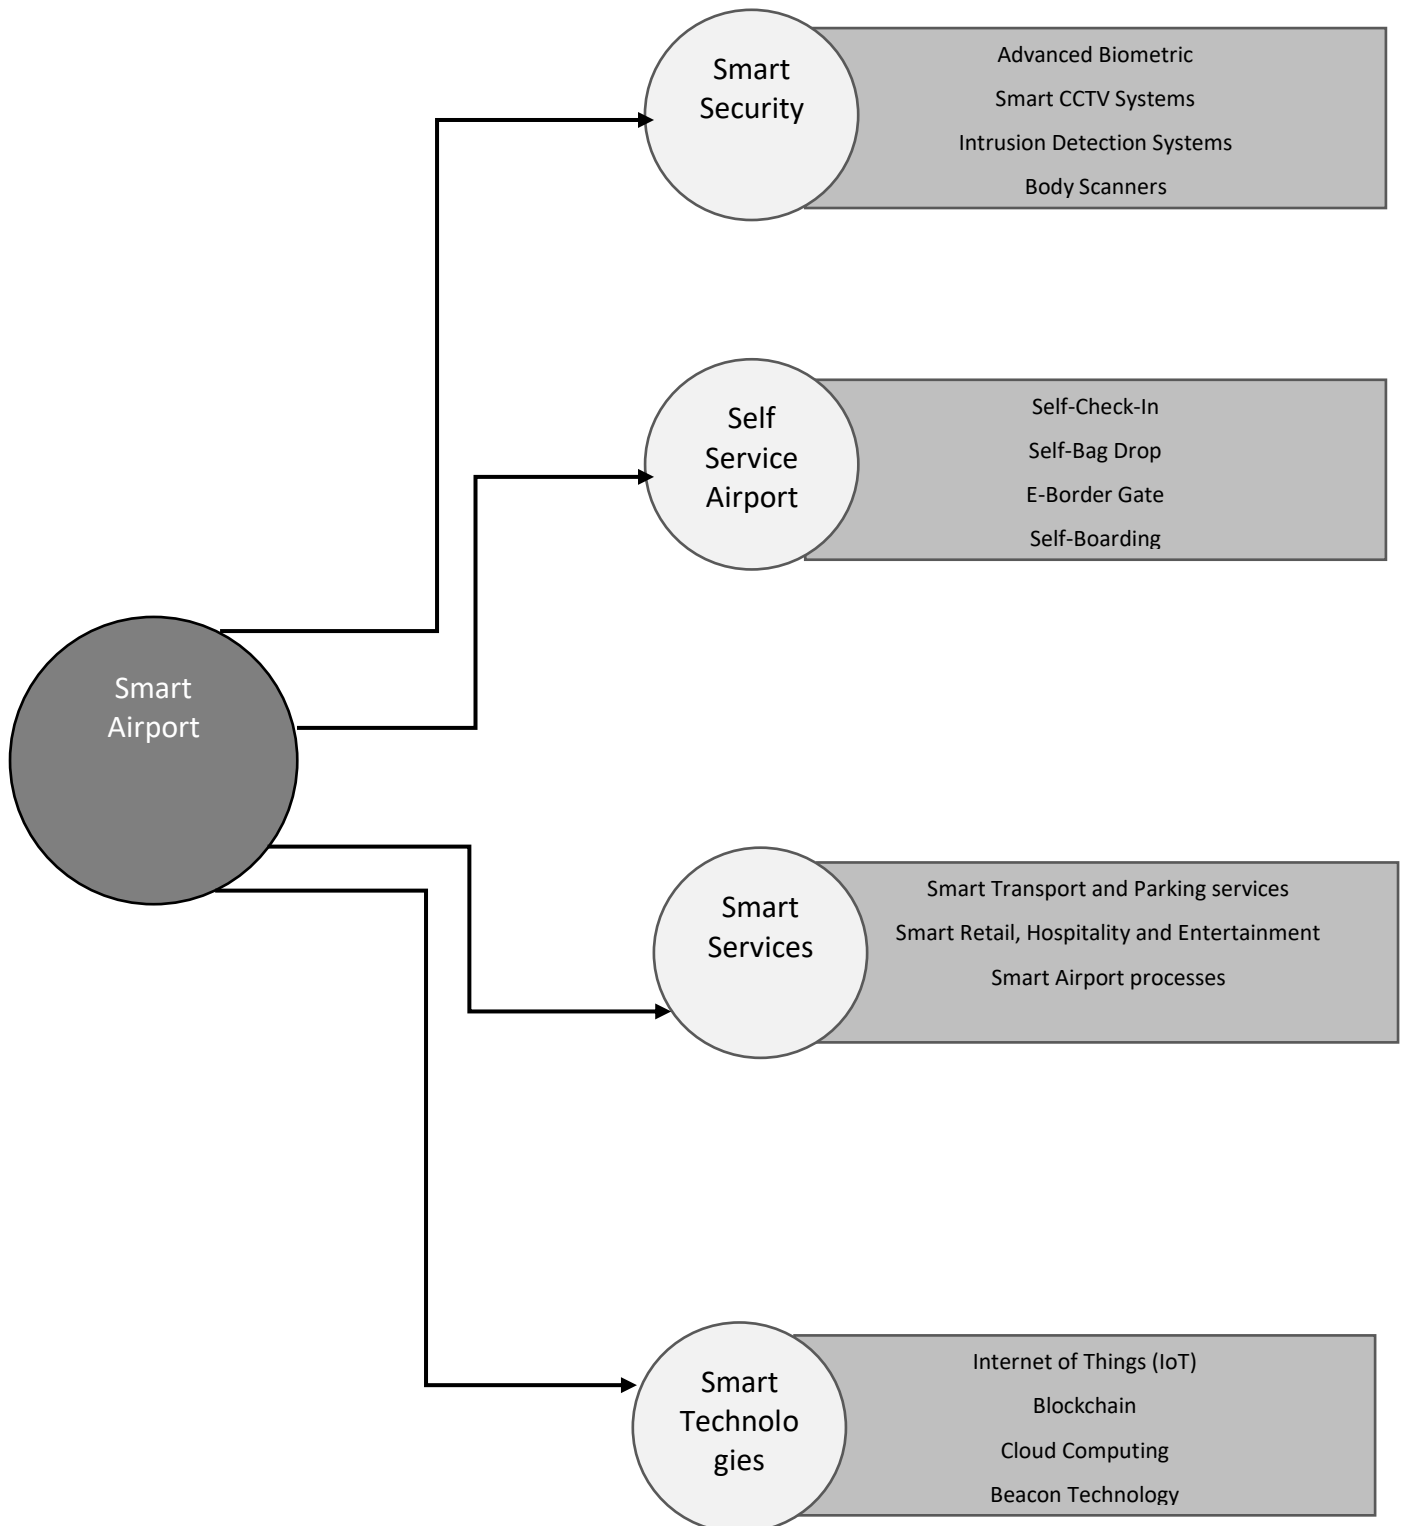 Smart
Security
Advanced Biometric
Smart CCTV Systems
Intrusion Detection Systems
Body Scanners
Self
Service
Airport
Self-Check-In
Self-Bag Drop
E-Border Gate
Self-Boarding
Smart
Airport
Smart
Services
Smart Transport and Parking services
Smart Retail, Hospitality and Entertainment
Smart Airport processes
Smart
Technolo
gies
Internet of Things (IoT)
Blockchain
Cloud Computing
Beacon Technology